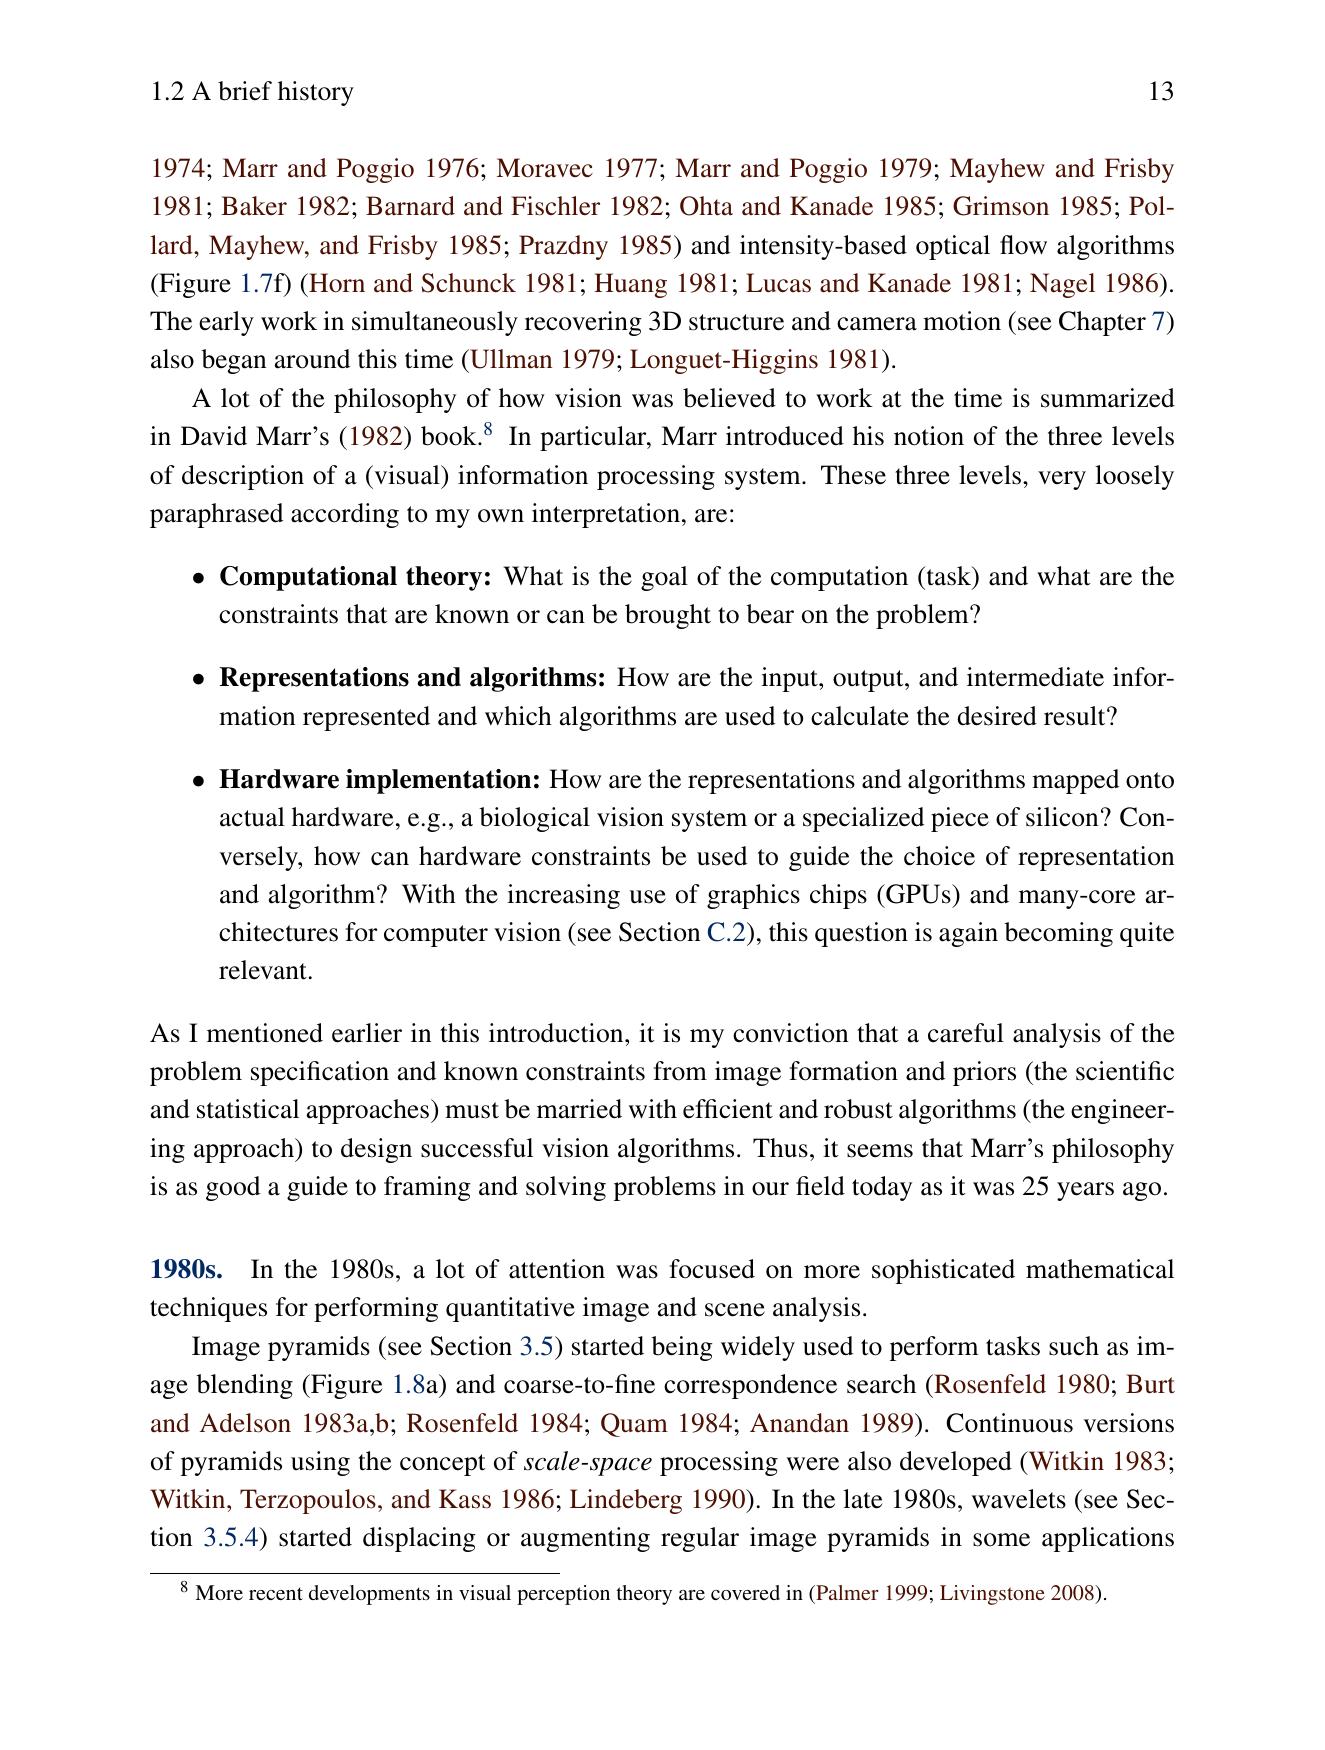 1.2 A brief history 13
1974; Marr and Poggio 1976; Moravec 1977; Marr and Poggio 1979; Mayhew and Frisby
1981; Baker 1982; Barnard and Fischler 1982; Ohta and Kanade 1985; Grimson 1985; Pol-
lard, Mayhew, and Frisby 1985; Prazdny 1985) and intensity-based optical flow algorithms
(Figure 1.7f) (Horn and Schunck 1981; Huang 1981; Lucas and Kanade 1981; Nagel 1986).
The early work in simultaneously recovering 3D structure and camera motion (see Chapter 7)
also began around this time (Ullman 1979; Longuet-Higgins 1981).
A lot of the philosophy of how vision was believed to work at the time is summarized
in David Marr's (1982) book.8 In particular, Marr introduced his notion of the three levels
of description of a (visual) information processing system. These three levels, very loosely
paraphrased according to my own interpretation, are:
• Computational theory: What is the goal of the computation (task) and what are the
constraints that are known or can be brought to bear on the problem?
• Representations and algorithms: How are the input, output, and intermediate infor-
mation represented and which algorithms are used to calculate the desired result?
• Hardware implementation: How are the representations and algorithms mapped onto
actual hardware, e.g., a biological vision system or a specialized piece of silicon? Con-
versely, how can hardware constraints be used to guide the choice of representation
and algorithm? With the increasing use of graphics chips (GPUs) and many-core ar-
chitectures for computer vision (see Section C.2), this question is again becoming quite
relevant.
As I mentioned earlier in this introduction, it is my conviction that a careful analysis of the
problem specification and known constraints from image formation and priors (the scientific
and statistical approaches) must be married with efficient and robust algorithms (the engineer-
ing approach) to design successful vision algorithms. Thus, it seems that Marr's philosophy
is as good a guide to framing and solving problems in our field today as it was 25 years ago.
1980s. In the 1980s, a lot of attention was focused on more sophisticated mathematical
techniques for performing quantitative image and scene analysis.
Image pyramids (see Section 3.5) started being widely used to perform tasks such as im-
age blending (Figure 1.8a) and coarse-to-fine correspondence search (Rosenfeld 1980; Burt
and Adelson 1983a,b; Rosenfeld 1984; Quam 1984; Anandan 1989). Continuous versions
of pyramids using the concept of scale-space processing were also developed (Witkin 1983;
Witkin, Terzopoulos, and Kass 1986; Lindeberg 1990). In the late 1980s, wavelets (see Sec-
tion 3.5.4) started displacing or augmenting regular image pyramids in some applications
8 More recent developments in visual perception theory are covered in (Palmer 1999; Livingstone 2008).